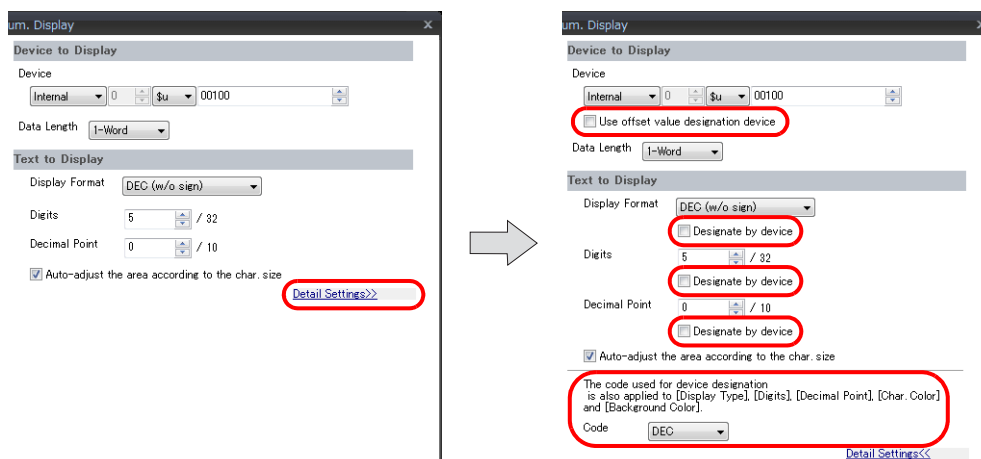 um. Display x
Device to Display
Device
Internal 0 $u 00100
Data Length 1-Word
Text to Display
Display Format DEC (w/o sign)
Digits 5 / 32
Decimal Point 0 / 10
Auto-adjust the area according to the char. size
Detail Settings>>
um. Display
Device to Display
Device
Internal 0 $u 00100
Use offset value designation device
Data Length 1-Word
Text to Display
Display Format DEC (w/o sign)
Designate by device
Digits 5 / 32
Designate by device
Decimal Point 0 / 10
Designate by device
Auto-adjust the area according to the char. size
The code used for device designation
is also applied to [Display Type], [Digits], [Decimal Point], [Char. Color]
and [Background Color].
Code DEC
Detail Settings<<